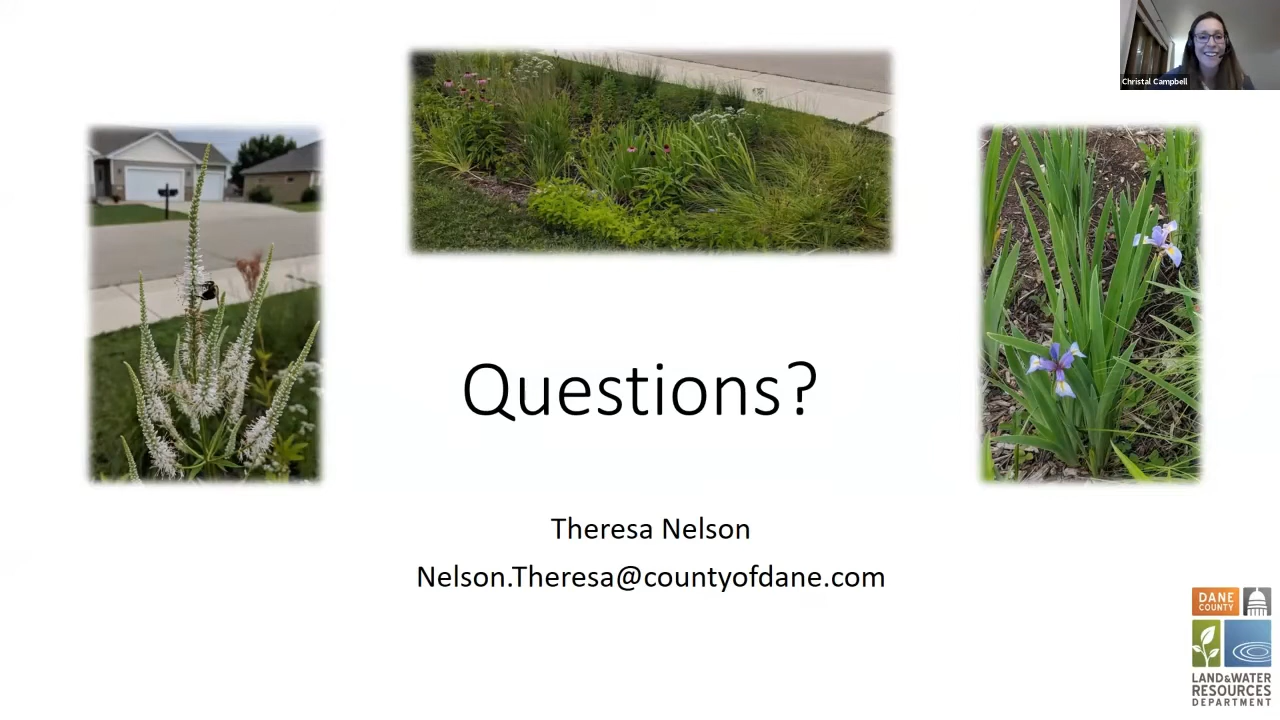 Christal Campbell
Questions?
Theresa Nelson
Nelson.Theresa@countyofdane.com
DANE
COUNTY
LAND&WATER
RESOURCES
DEPARTMENT